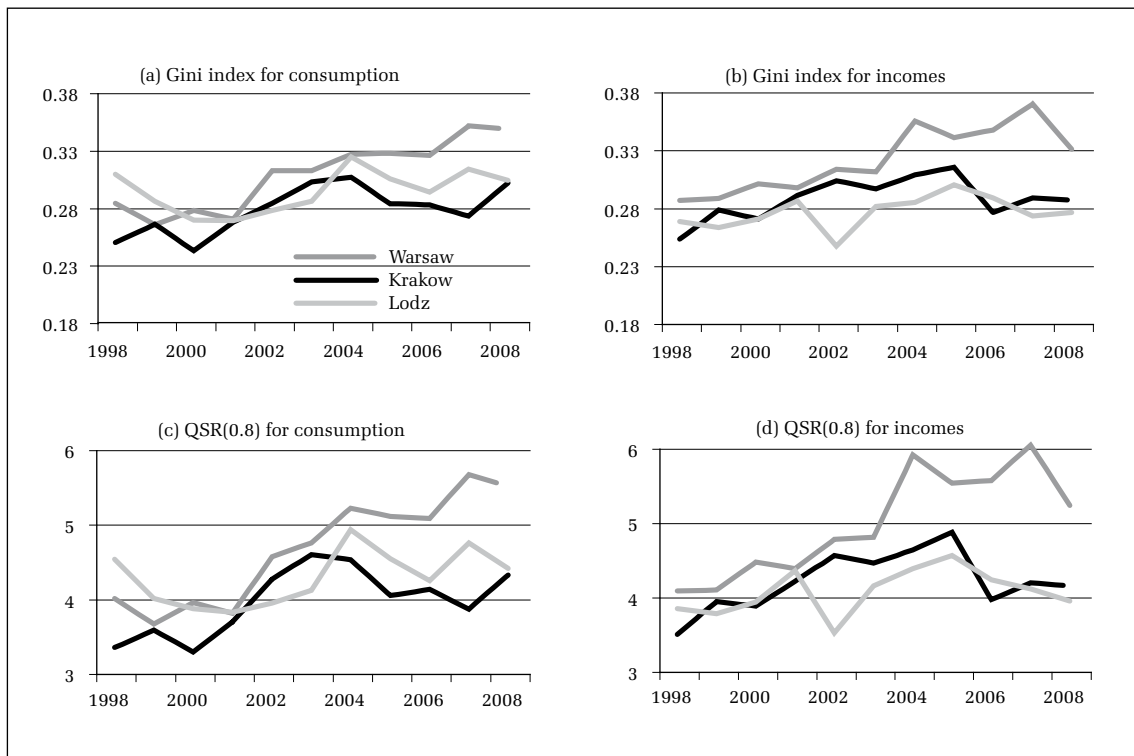 (a) Gini index for consumption
0.38
0.33
0.28
0.23
0.18
Warsaw
Krakow
Lodz
1998 2000 2002 2004 2006 2008
(b) Gini index for incomes
0.38
0.33
0.28
0.23
0.18
1998 2000 2002 2004 2006 2008
(c) QSR(0.8) for consumption
6
5
4
3
1998 2000 2002 2004 2006 2008
(d) QSR(0.8) for incomes
6
5
4
3
1998 2000 2002 2004 2006 2008